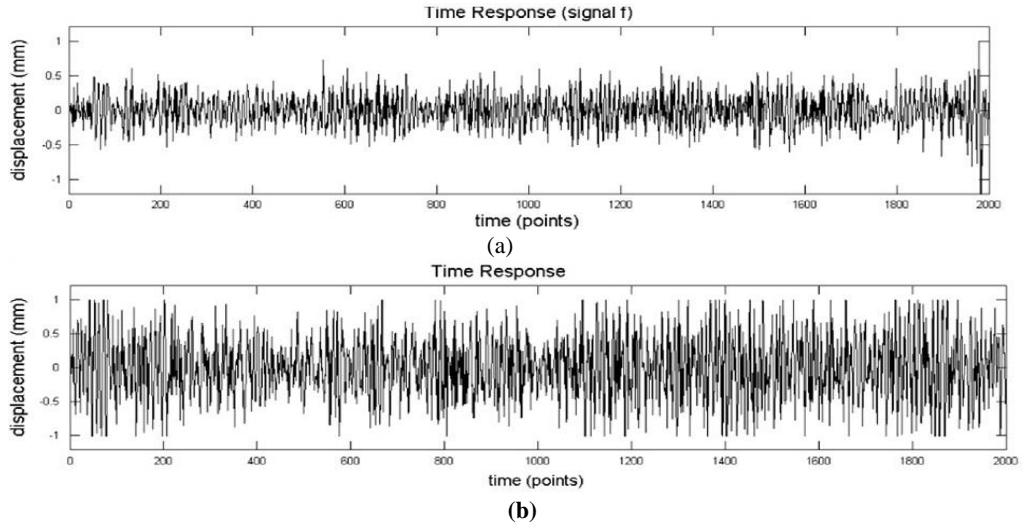 Time Response (signal f)
displacement (mm)
1
0.5
0
-0.5
-1
0 200 400 600 800 1000 1200 1400 1600 1800 2000
time (points)
(a)
Time Response
displacement (mm)
1
0.5
0
-0.5
-1
0 200 400 600 800 1000 1200 1400 1600 1800 2000
time (points)
(b)